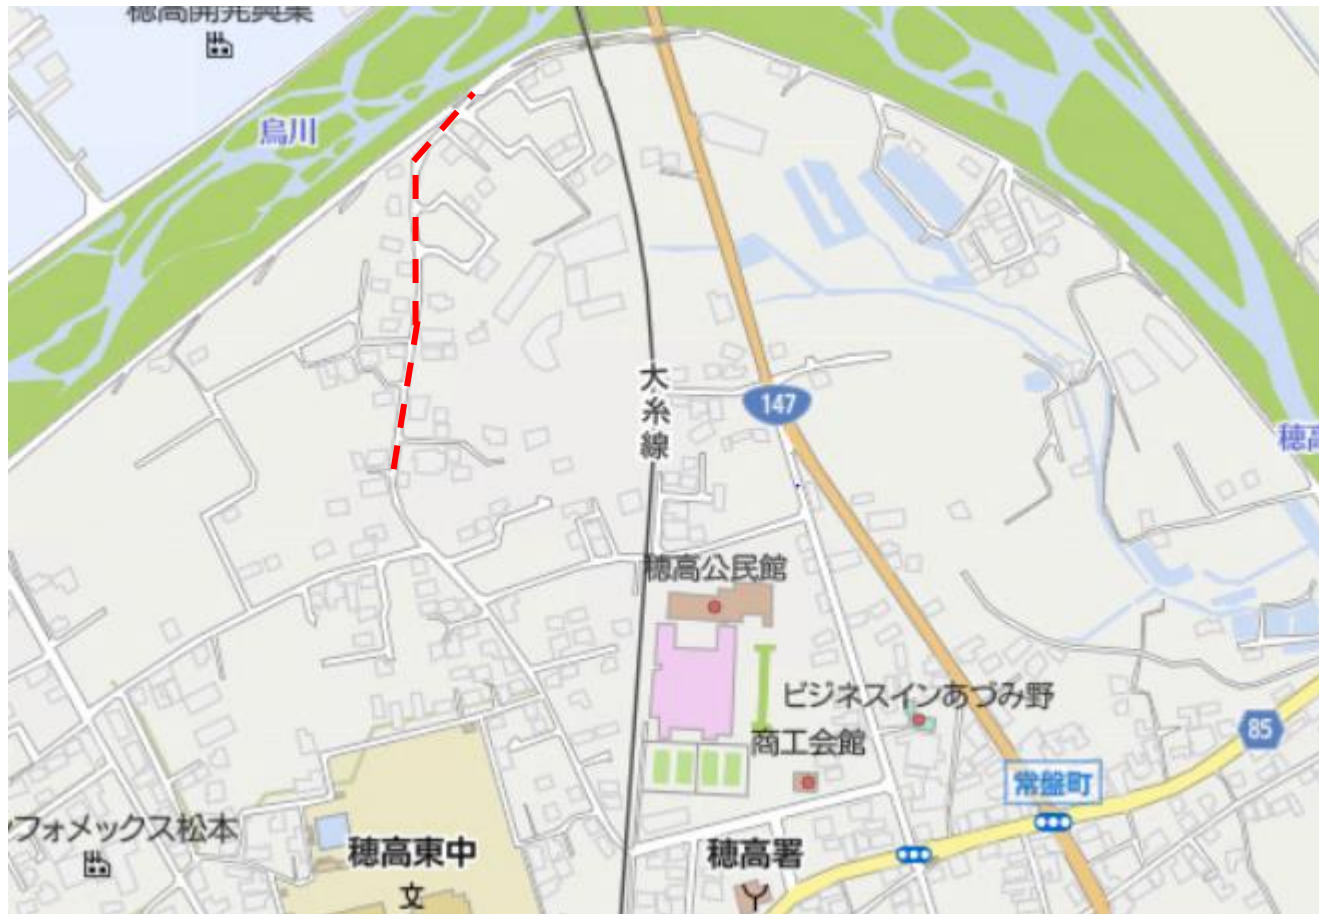 穂高開発興業
烏川
大糸線
147
穂高
穂高公民館
ビジネスインあづみ野
商工会館
85
常盤町
フォメックス松本
穂高東中
文
穂高署